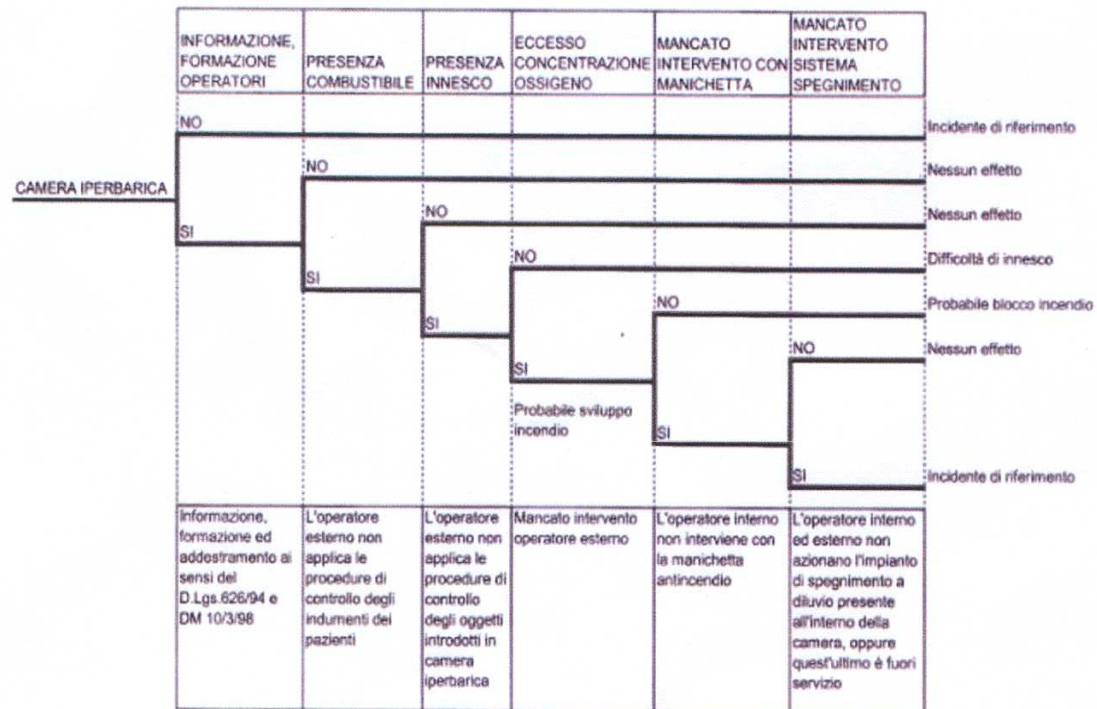 INFORMAZIONE,
FORMAZIONE
OPERATORI
PRESENZA
COMBUSTIBILE
PRESENZA
INNESCO
ECCESSO
CONCENTRAZIONE
OSSIGENO
MANCATO
INTERVENTO CON
MANICHETTA
MANCATO
INTERVENTO
SISTEMA
SPEGNIMENTO
NO
Incidente di riferimento
NO
Nessun effetto
CAMERA IPERBARICA
NO
Nessun effetto
SI
NO
Difficoltà di innesco
SI
NO
Probabile blocco incendio
SI
NO
Nessun effetto
SI
Probabile sviluppo
incendio
SI
SI
Incidente di riferimento
Informazione,
formazione ed
addestramento ai
sensi del
D.Lgs.626/94 e
DM 10/3/98
L'operatore
esterno non
applica le
procedure di
controllo degli
indumenti dei
pazienti
L'operatore
esterno non
applica le
procedure di
controllo
degli oggetti
introdotti in
camera
iperbarica
Mancato intervento
operatore esterno
L'operatore interno
non interviene con
la manichetta
antincendio
L'operatore interno
ed esterno non
azionano l'impianto
di spegnimento a
diluvio presente
all'interno della
camera, oppure
quest'ultimo è fuori
servizio